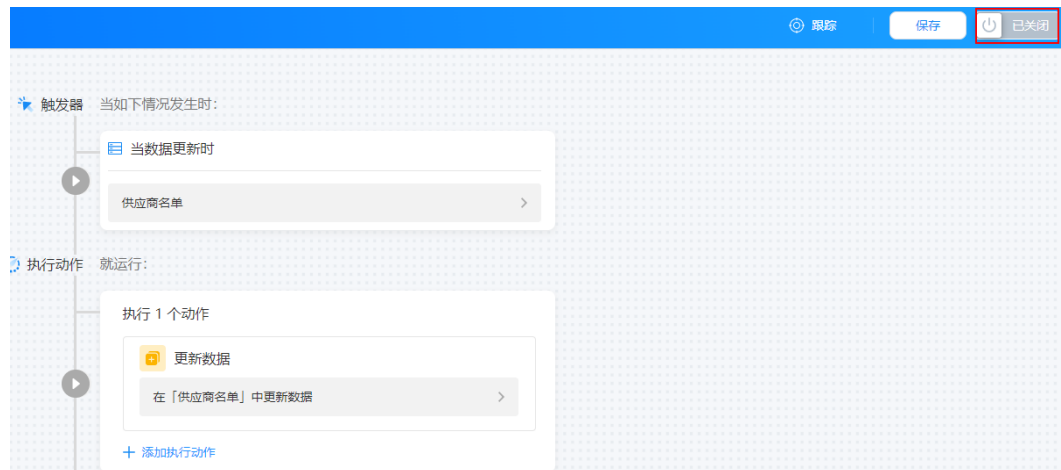 跟踪 保存 已关闭
触发器 当如下情况发生时：
当数据更新时
供应商名单
执行动作 就运行：
执行 1 个动作
更新数据
在「供应商名单」中更新数据
添加执行动作